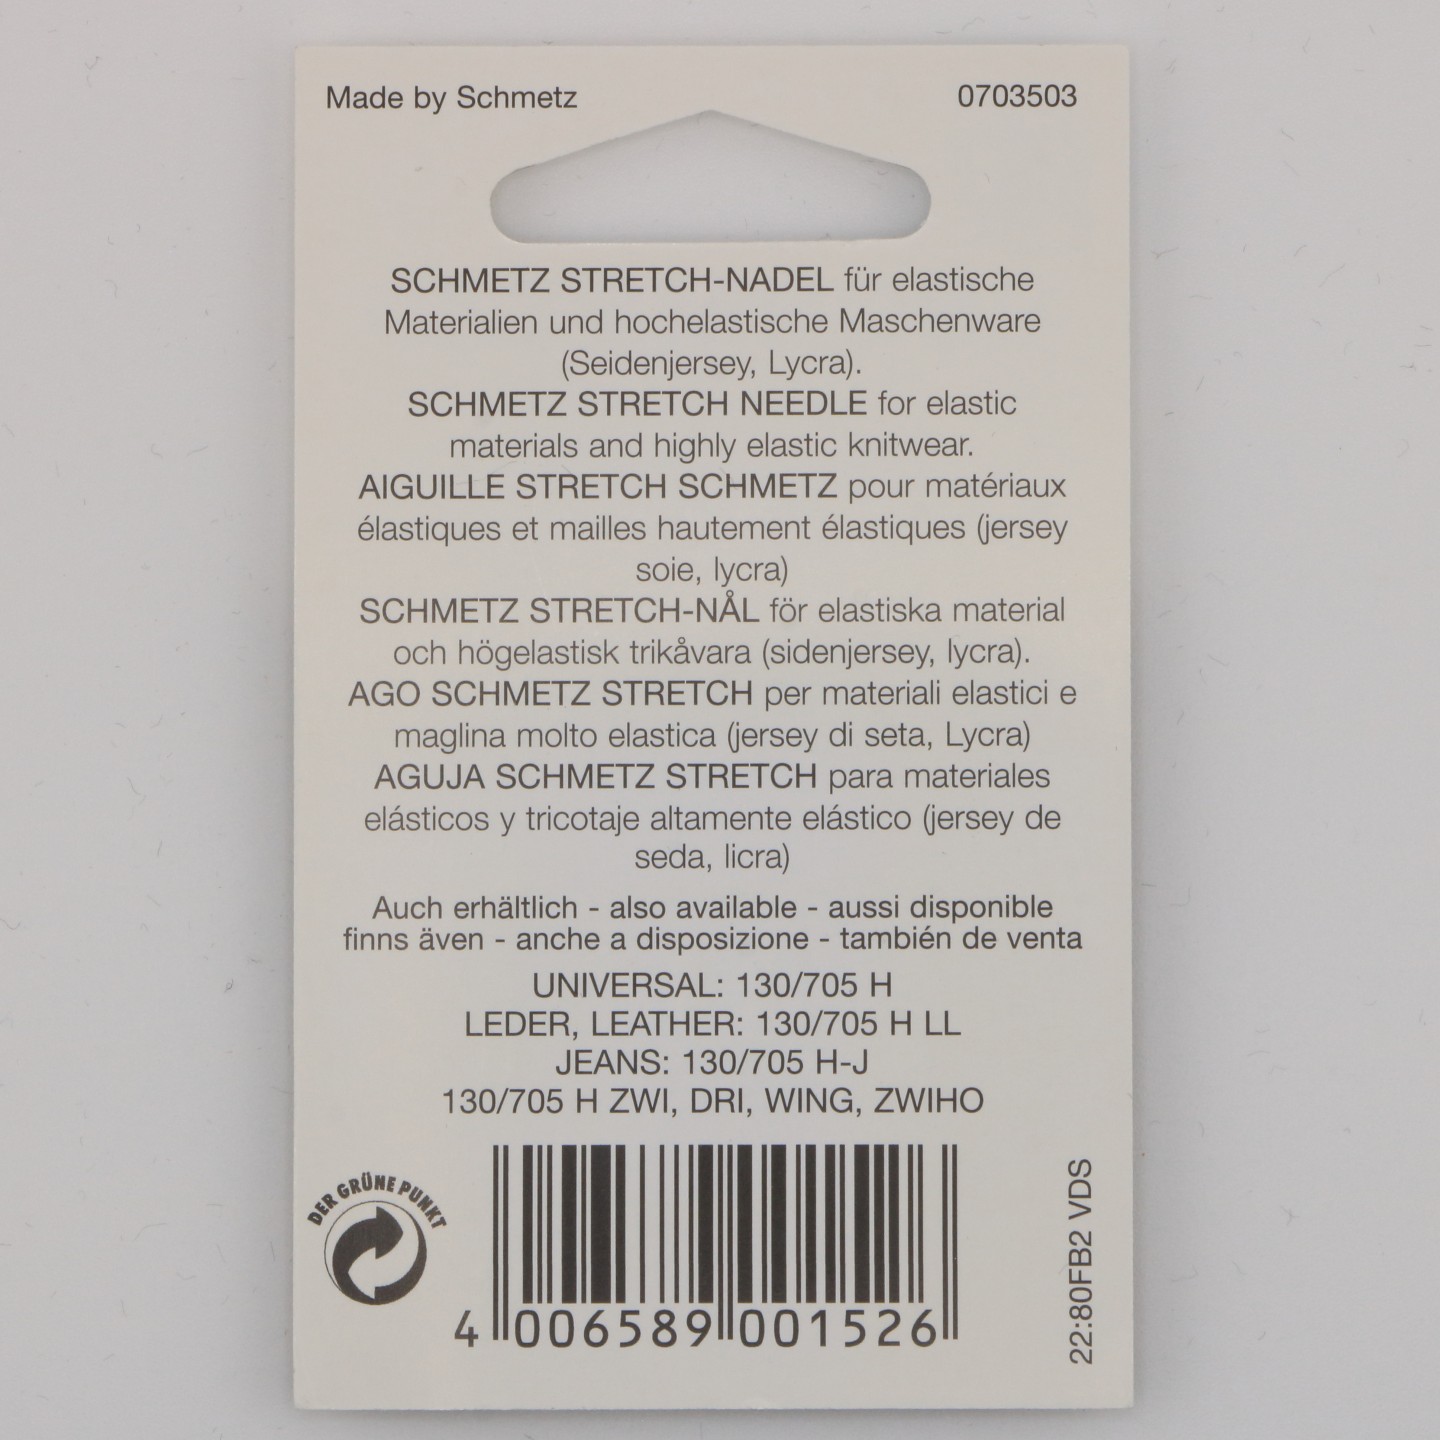 Made by Schmetz 0703503
SCHMETZ STRETCH-NADEL für elastische
Materialien und hochelastische Maschenware
(Seidenjersey, Lycra).
SCHMETZ STRETCH NEEDLE for elastic
materials and highly elastic knitwear.
AIGUILLE STRETCH SCHMETZ pour matériaux
élastiques et mailles hautement élastiques (jersey
soie, lycra)
SCHMETZ STRETCH-NÅL för elastiska material
och högelastisk trikåvara (sidenjersey, lycra).
AGO SCHMETZ STRETCH per materiali elastici e
maglina molto elastica (jersey di seta, Lycra)
AGUJA SCHMETZ STRETCH para materiales
elásticos y tricotaje altamente elástico (jersey de
seda, licra)
Auch erhältlich - also available - aussi disponible
finns även - anche a disposizione - también de venta
UNIVERSAL: 130/705 H
LEDER, LEATHER: 130/705 H LL
JEANS: 130/705 H-J
130/705 H ZWI, DRI, WING, ZWIHO
DER GRÜNE PUNKT
4 006589 001526
22:80FB2 VDS